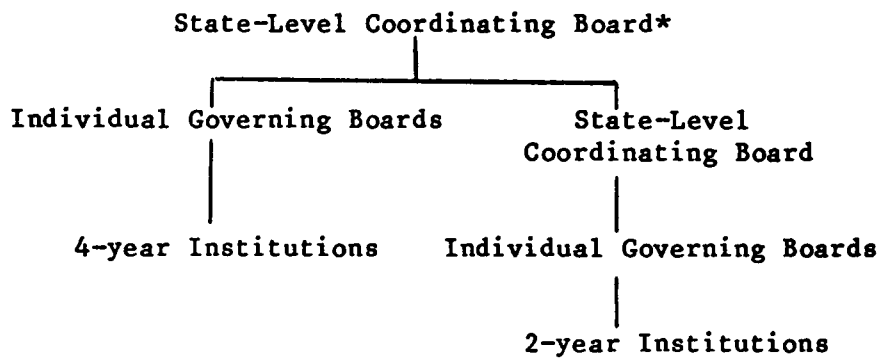 State-Level Coordinating Board*
Individual Governing Boards
State-Level
Coordinating Board
4-year Institutions
Individual Governing Boards
2-year Institutions